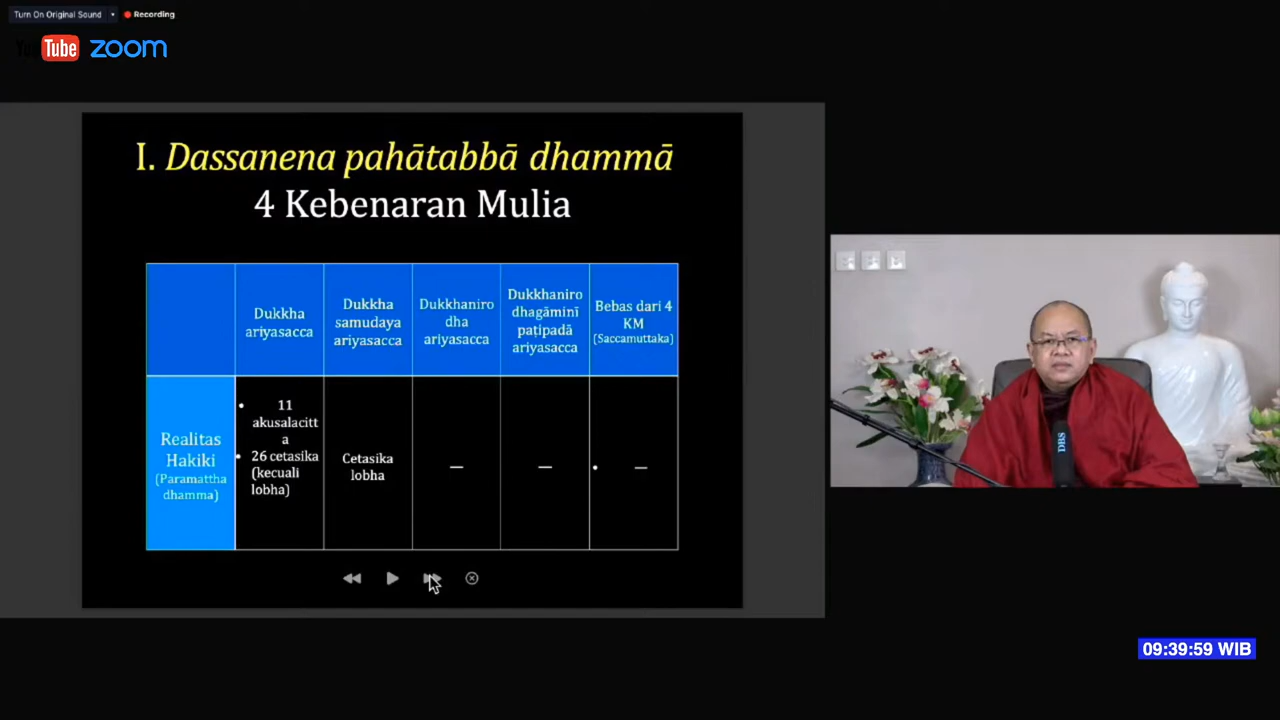 Turn On Original Sound
Recording
YouTube zoom
I. Dassanena pahātabbā dhammā
4 Kebenaran Mulia
Dukkha
ariyasacca
Dukkha
samudaya
ariyasacca
Dukkhaniro
dha
ariyasacca
Dukkhaniro
dhagāminī
paṭipadā
ariyasacca
Bebas dari 4
KM
(Saccamuttaka)
Realitas
Hakiki
(Paramattha
dhamma)
• 11
akusalacitt
a
• 26 cetasika
(kecuali
lobha)
Cetasika
lobha
—
—
• —
DBS
09:39:59 WIB